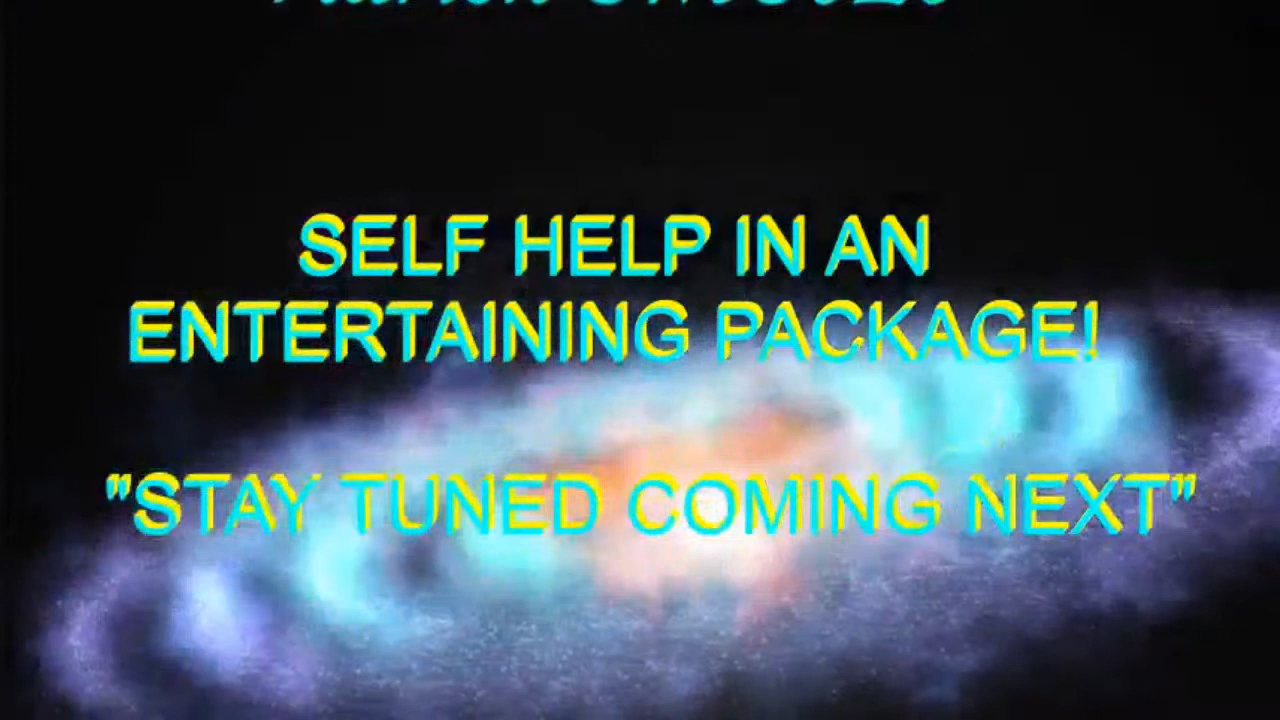 SELF HELP IN AN
ENTERTAINING PACKAGE!
"STAY TUNED COMING NEXT"